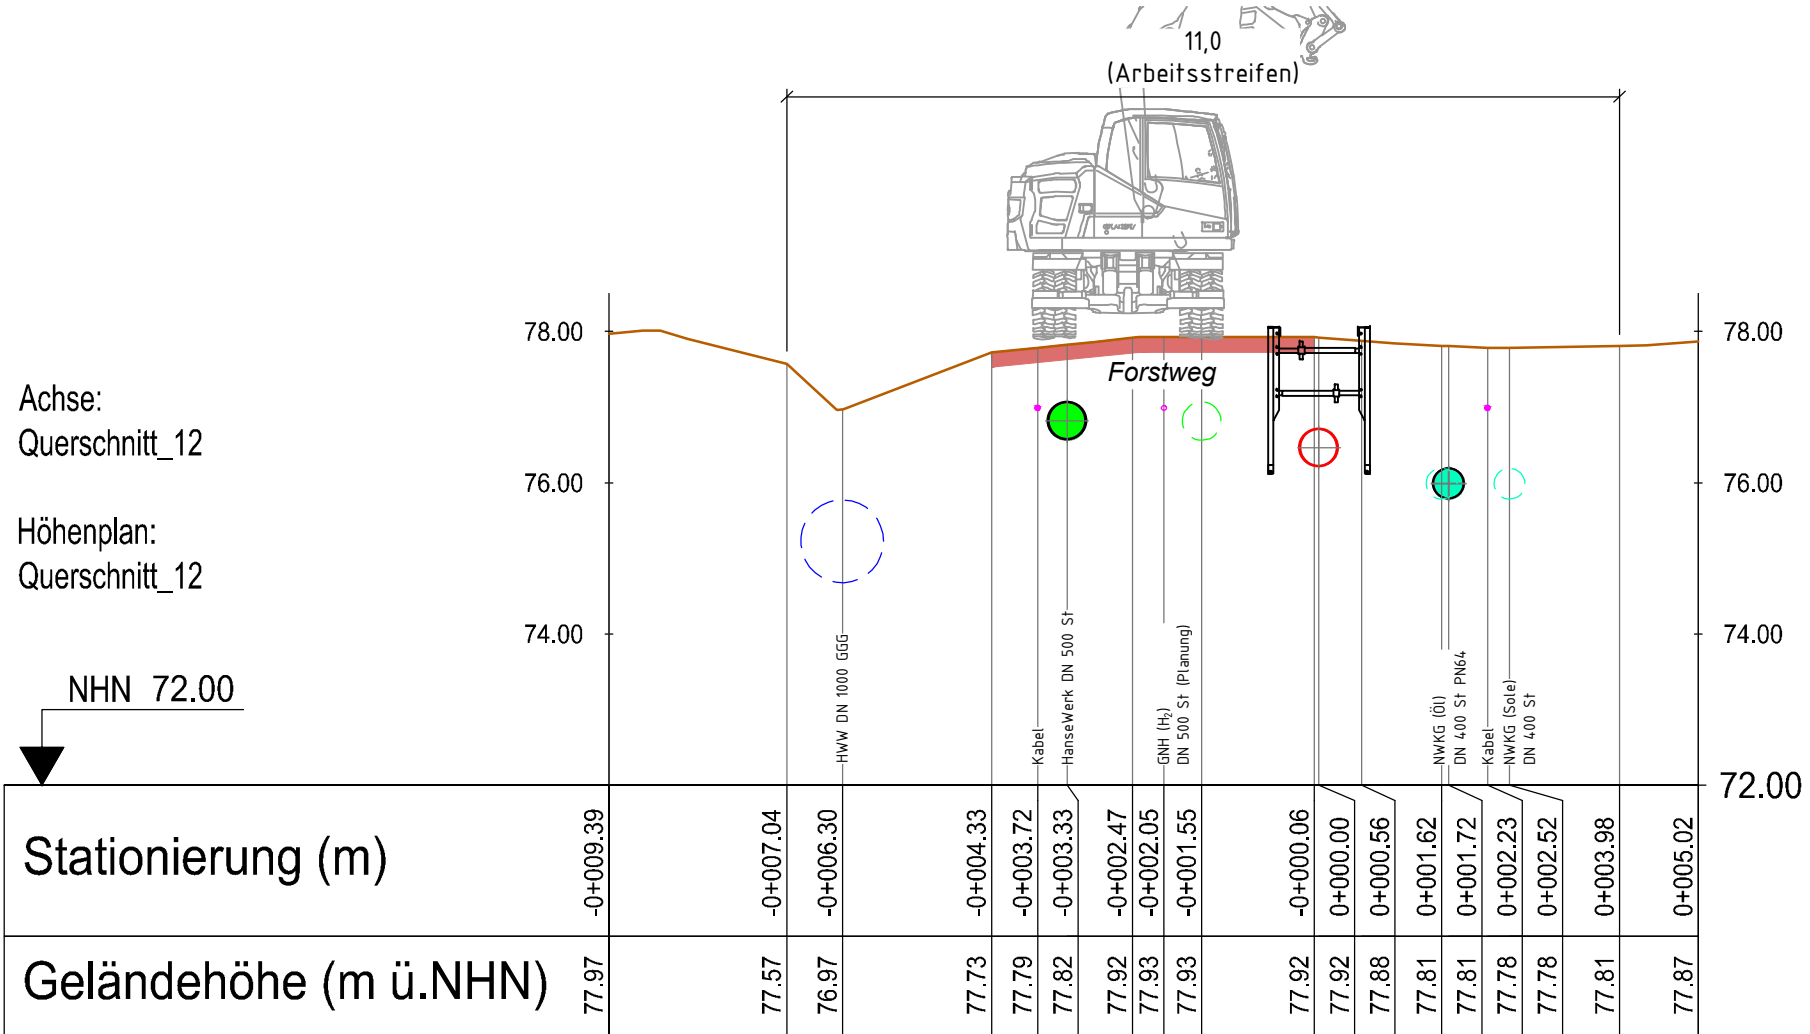 11,0
(Arbeitsstreifen)
78.00
78.00
Forstweg
Achse:
Querschnitt_12
76.00
76.00
Höhenplan:
Querschnitt_12
74.00
74.00
NHN 72.00
HWW DN 1000 GGG
Kabel
HanseWerk DN 500 St
GNH (H₂)
DN 500 St (Planung)
NWKG (Öl)
DN 400 St PN64
Kabel
NWKG (Sole)
DN 400 St
72.00
Stationierung (m)
-0+009.39
-0+007.04
-0+006.30
-0+004.33
-0+003.72
-0+003.33
-0+002.47
-0+002.05
-0+001.55
-0+000.06
0+000.00
0+000.56
0+001.62
0+001.72
0+002.23
0+002.52
0+003.98
0+005.02
Geländehöhe (m ü.NHN)
77.97
77.57
76.97
77.73
77.79
77.82
77.92
77.93
77.93
77.92
77.92
77.88
77.81
77.81
77.78
77.78
77.81
77.87